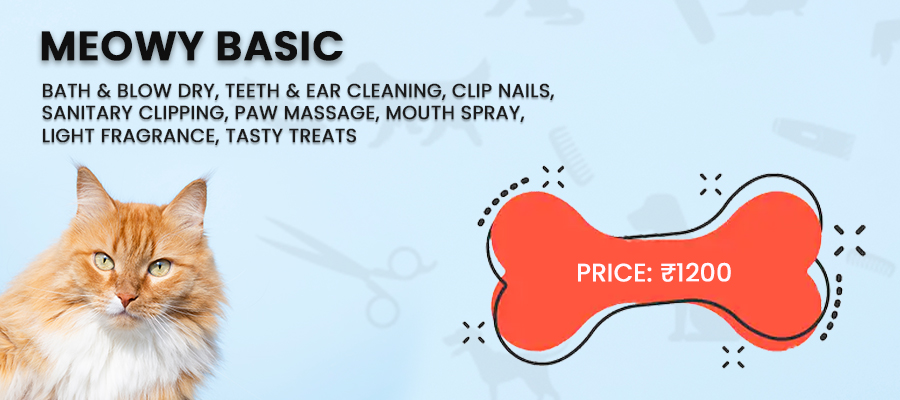 MEOWY BASIC
BATH & BLOW DRY, TEETH & EAR CLEANING, CLIP NAILS,
SANITARY CLIPPING, PAW MASSAGE, MOUTH SPRAY,
LIGHT FRAGRANCE, TASTY TREATS
PRICE: ₹1200